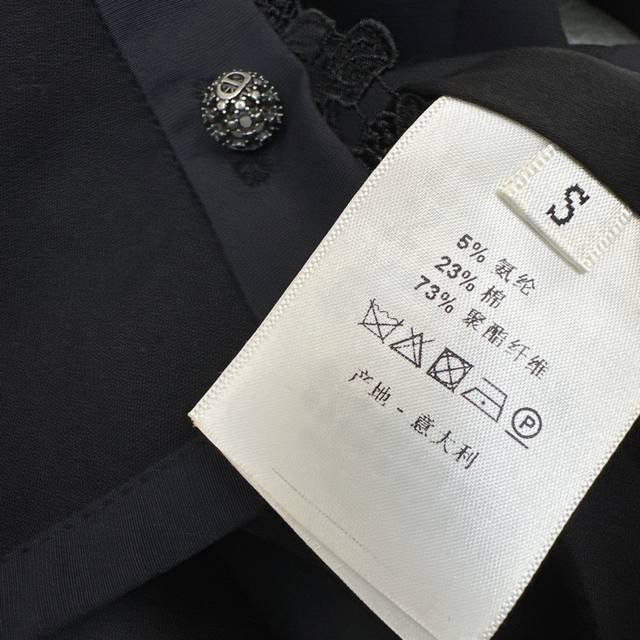 S
5% 氨纶
23% 棉
73% 聚酯纤维
P
产地 - 意大利